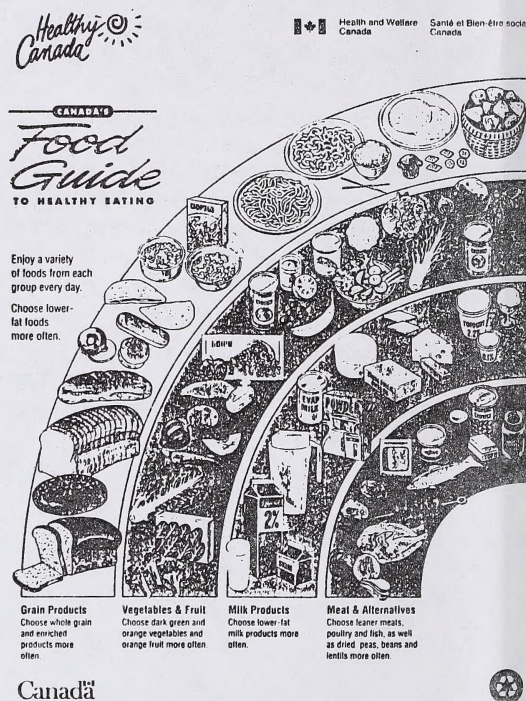 Healthy
Canada
Health and Welfare
Canada
Santé et Bien-être socia
Canada
CANADA'S
Food
Guide
TO HEALTHY EATING
Enjoy a variety
of foods from each
group every day.
Choose lower-
fat foods
more often.
EVAP
MILK
POWDER
2%
Grain Products
Choose whole grain
and enriched
products more
often.
Vegetables & Fruit
Choose dark green and
orange vegetables and
orange fruit more often.
Milk Products
Choose lower-fat
milk products more
often.
Meat & Alternatives
Choose leaner meats,
poultry and fish, as well
as dried peas, beans and
lentils more often.
Canada